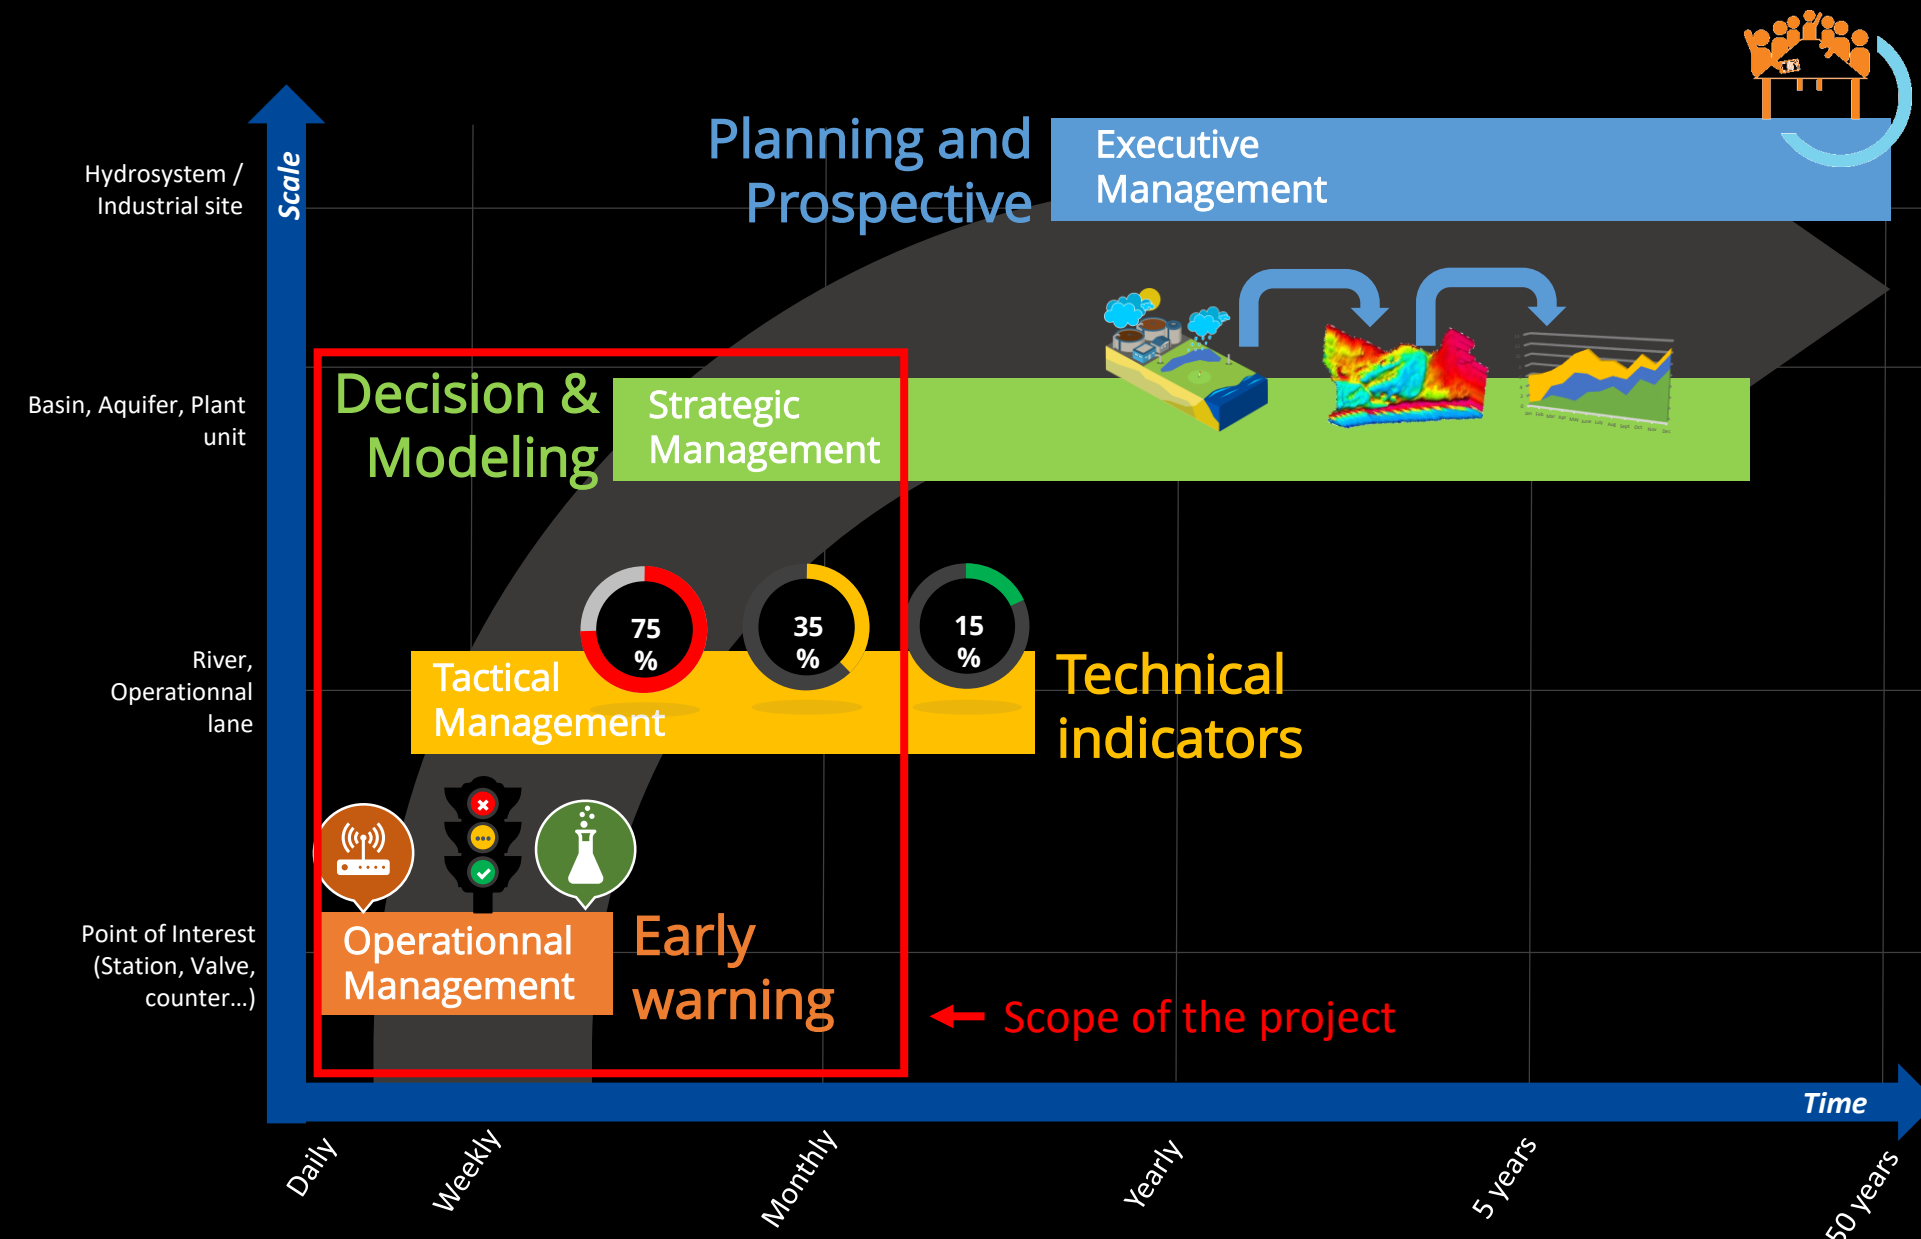 Planning and
Prospective
Executive
Management
Hydrosystem /
Industrial site
Scale
Decision &
Modeling
Strategic
Management
Basin, Aquifer, Plant
unit
75
%
35
%
15
%
River,
Operationnal
lane
Tactical
Management
Technical
indicators
Point of Interest
(Station, Valve,
counter...)
Operationnal
Management
Early
warning
Scope of the project
Time
Daily
Weekly
Monthly
Yearly
5 years
50 years